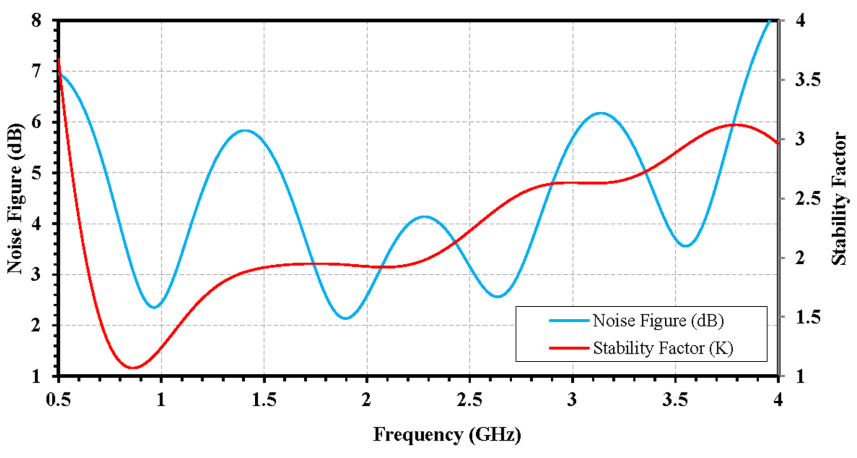 8
7
6
5
4
3
2
1
Noise Figure (dB)
4
3.5
3
2.5
2
1.5
1
Stability Factor
Noise Figure (dB)
Stability Factor (K)
0.5 1 1.5 2 2.5 3 3.5 4
Frequency (GHz)